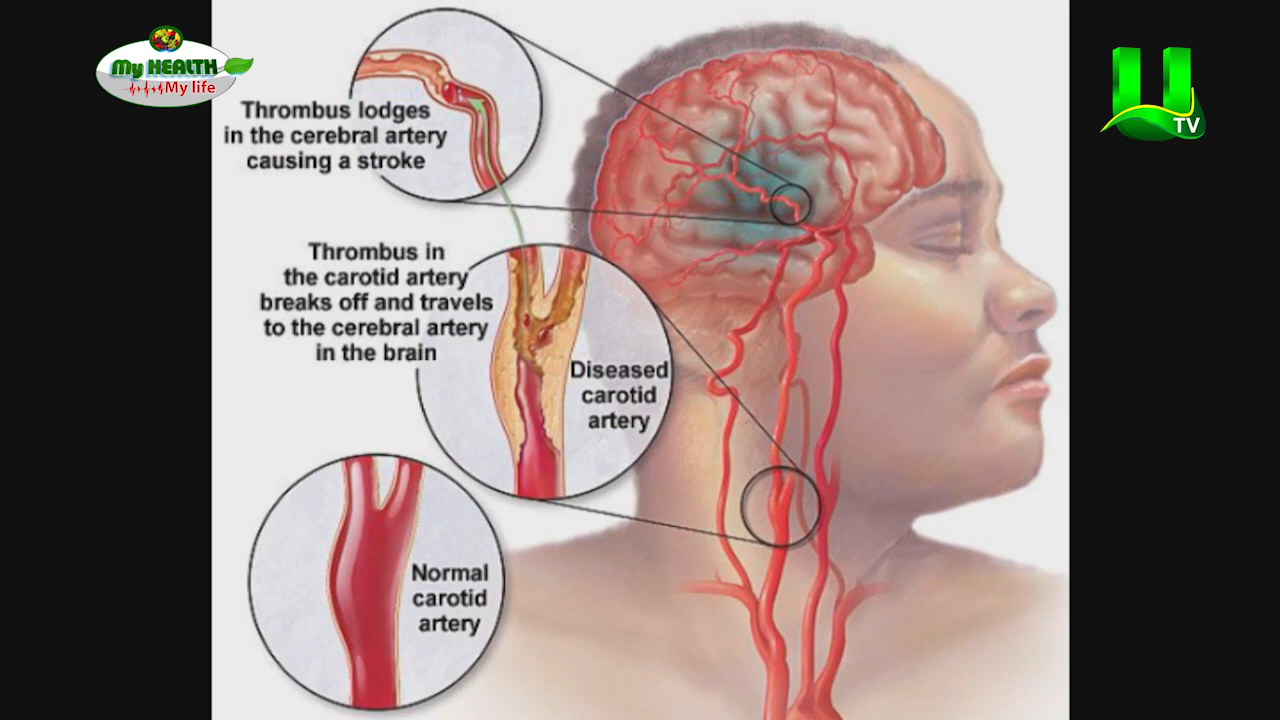 My HEALTH
My life
U
TV
Thrombus lodges
in the cerebral artery
causing a stroke
Thrombus in
the carotid artery
breaks off and travels
to the cerebral artery
in the brain
Diseased
carotid
artery
Normal
carotid
artery